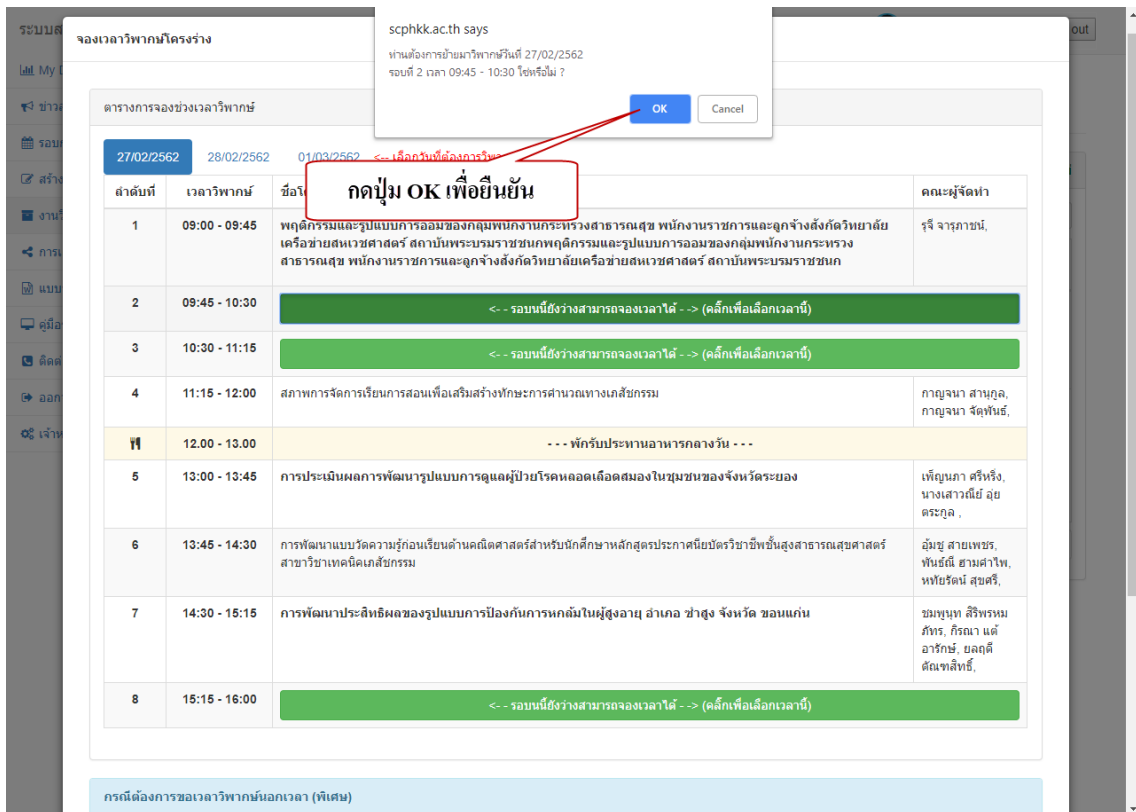 ระบบส
out
จองเวลาวิพากษ์โครงร่าง
scphkk.ac.th says
ท่านต้องการย้ายมาวิพากษ์วันที่ 27/02/2562
รอบที่ 2 เวลา 09:45 - 10:30 ใช่หรือไม่ ?
OK
Cancel
My
ข่าว
สร้าง
งาน
แบบ
คู่มือ
ติดต
ออก
เจ้าห
ตารางการจองช่วงเวลาวิพากษ์
27/02/2562 28/02/2562 01/03/2562 <-- เลือกวันที่ต้องการวิพา
กดปุ่ม OK เพื่อยืนยัน
ลำดับที่ เวลาวิพากษ์ คณะผู้จัดทำ
1 09:00 - 09:45 พฤติกรรมและรูปแบบการออมของกลุ่มพนักงานกระทรวงสาธารณสุข พนักงานราชการและลูกจ้างสังกัดวิทยาลัย รุจี จารุภาชน์,
เครือข่ายสหเวชศาสตร์ สถาบันพระบรมราชชนกพฤติกรรมและรูปแบบการออมของกลุ่มพนักงานกระทรวง
สาธารณสุข พนักงานราชการและลูกจ้างสังกัดวิทยาลัยเครือข่ายสหเวชศาสตร์ สถาบันพระบรมราชชนก
2 09:45 - 10:30 <- - รอบนี้ยังว่างสามารถจองเวลาได้ - -> (คลิ๊กเพื่อเลือกเวลานี้)
3 10:30 - 11:15 <- - รอบนี้ยังว่างสามารถจองเวลาได้ - -> (คลิ๊กเพื่อเลือกเวลานี้)
4 11:15 - 12:00 สภาพการจัดการเรียนการสอนเพื่อเสริมสร้างทักษะการคำนวณทางเภสัชกรรม กาญจนา สานุกูล,
กาญจนา จัตุพันธ์,
12.00 - 13.00 - - - พักรับประทานอาหารกลางวัน - - -
5 13:00 - 13:45 การประเมินผลการพัฒนารูปแบบการดูแลผู้ป่วยโรคหลอดเลือดสมองในชุมชนของจังหวัดระยอง เพ็ญนภา ศรีหริ่ง,
นางเสาวณีย์ อุ่ย
ตระกูล ,
6 13:45 - 14:30 การพัฒนาแบบวัดความรู้ก่อนเรียนด้านคณิตศาสตร์สำหรับนักศึกษาหลักสูตรประกาศนียบัตรวิชาชีพชั้นสูงสาธารณสุขศาสตร์ อุ้มชู สายเพชร,
สาขาวิชาเทคนิคเภสัชกรรม พันธ์ณี ฮามคำไพ,
หทัยรัตน์ สุขศรี,
7 14:30 - 15:15 การพัฒนาประสิทธิผลของรูปแบบการป้องกันการหกล้มในผู้สูงอายุ อำเภอ ซำสูง จังหวัด ขอนแก่น ชมพูนุท สิริพรหม
ภัทร, กิรณา แต้
อารักษ์, ยลฤดี
ตัณฑสิทธิ์,
8 15:15 - 16:00 <- - รอบนี้ยังว่างสามารถจองเวลาได้ - -> (คลิ๊กเพื่อเลือกเวลานี้)
กรณีต้องการขอเวลาวิพากษ์นอกเวลา (พิเศษ)